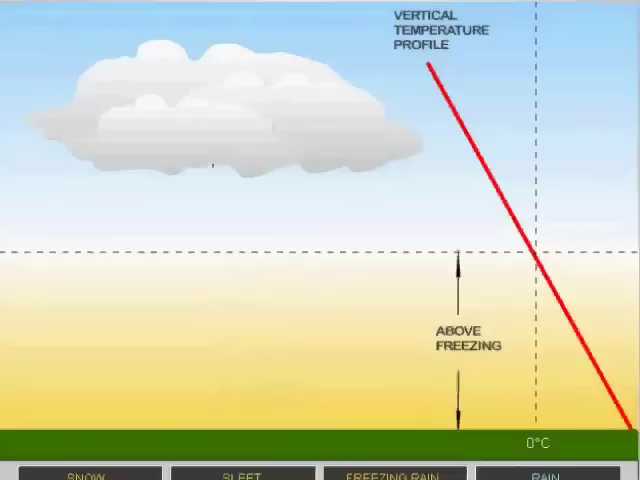 VERTICAL
TEMPERATURE
PROFILE
ABOVE
FREEZING
0°C
SNOW
SLEET
FREEZING RAIN
RAIN